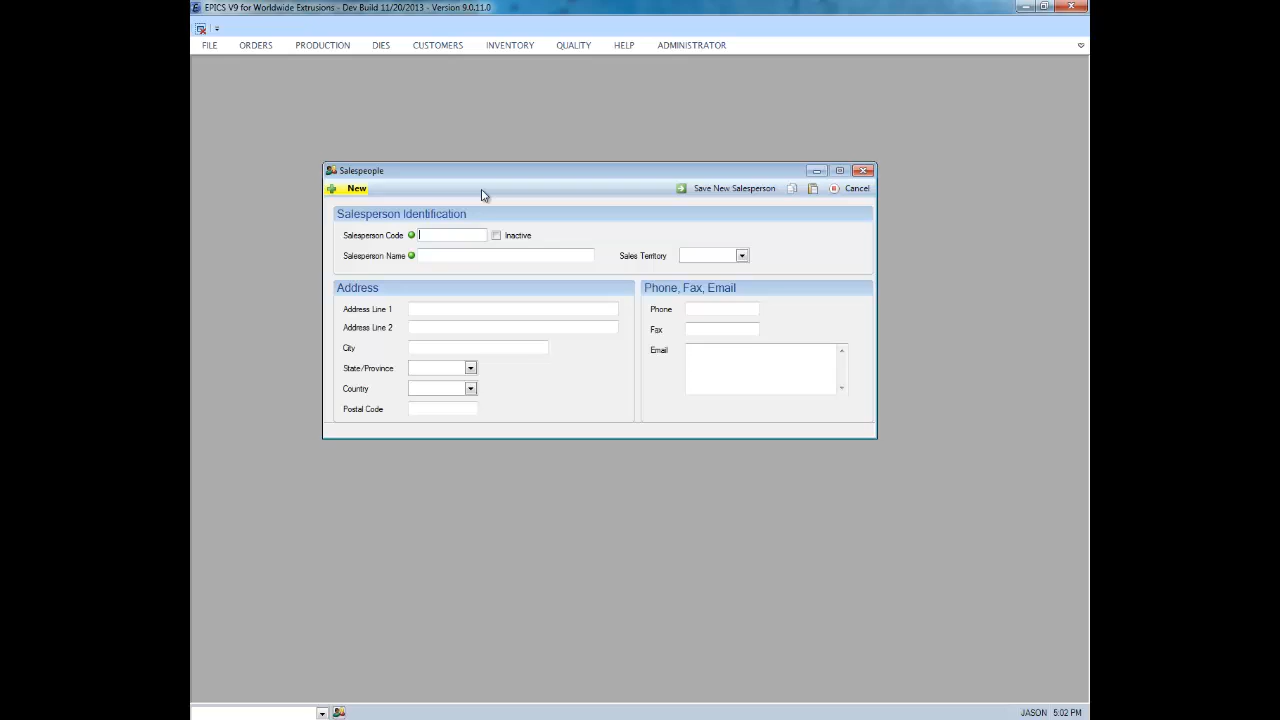 EPICS V9 for Worldwide Extrusions - Dev Build 11/20/2013 - Version 9.0.11.0
FILE ORDERS PRODUCTION DIES CUSTOMERS INVENTORY QUALITY HELP ADMINISTRATOR
Salespeople
New Save New Salesperson Cancel
Salesperson Identification
Salesperson Code Inactive
Salesperson Name Sales Territory
Address Phone, Fax, Email
Address Line 1 Phone
Address Line 2 Fax
City Email
State/Province
Country
Postal Code
JASON 5:02 PM